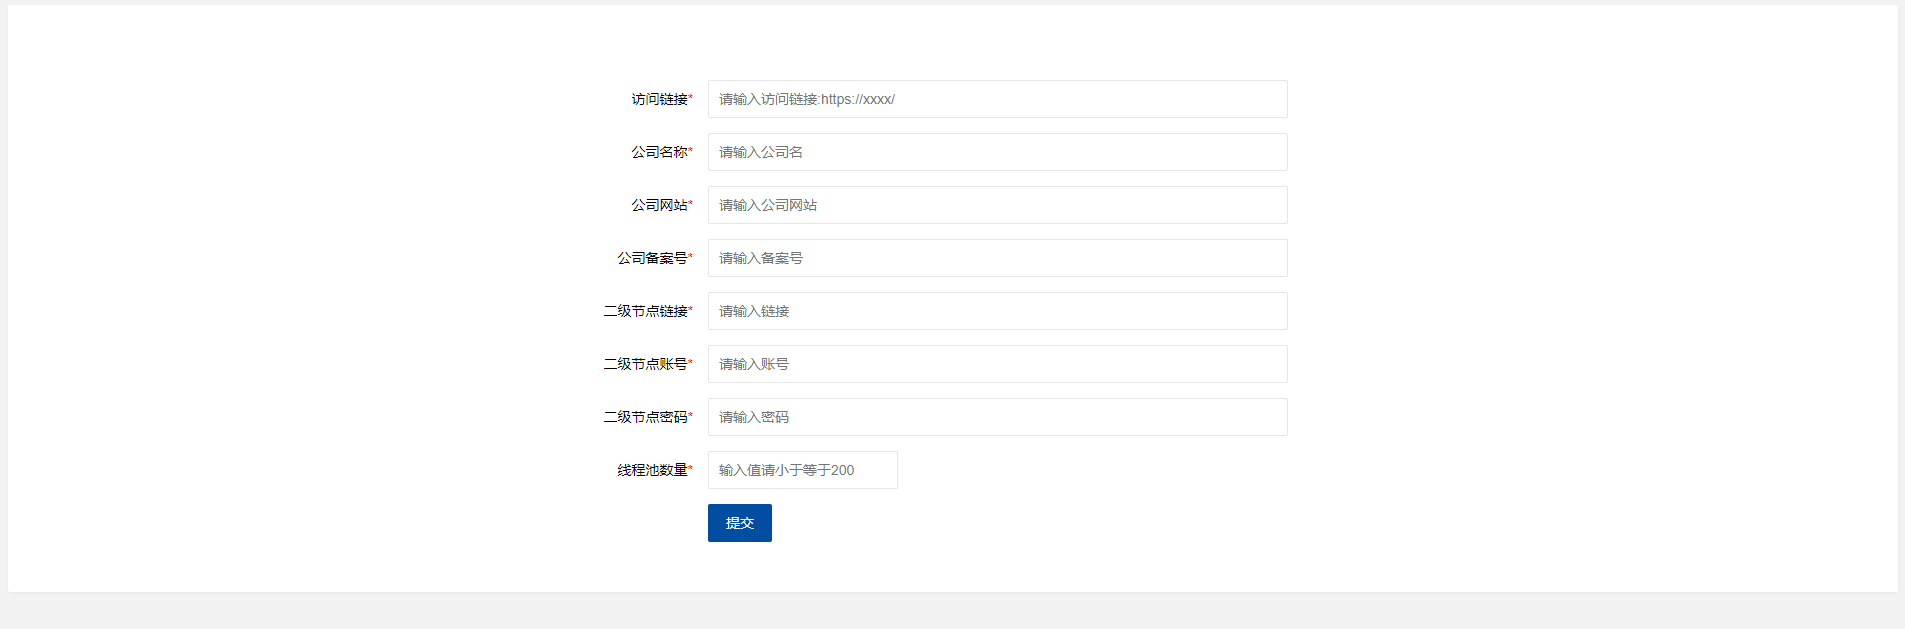 访问链接* 请输入访问链接:https://xxxx/
公司名称* 请输入公司名
公司网站* 请输入公司网站
公司备案号* 请输入备案号
二级节点链接* 请输入链接
二级节点账号* 请输入账号
二级节点密码* 请输入密码
线程池数量* 输入值请小于等于200
提交